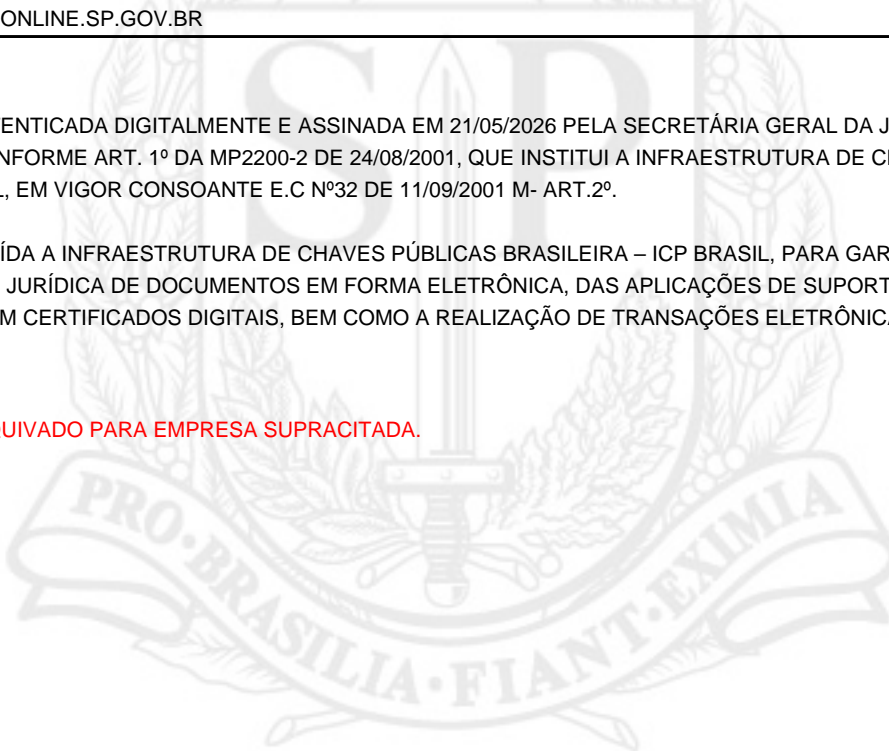 ONLINE.SP.GOV.BR
TENTICADA DIGITALMENTE E ASSINADA EM 21/05/2026 PELA SECRETÁRIA GERAL DA J
NFORME ART. 1º DA MP2200-2 DE 24/08/2001, QUE INSTITUI A INFRAESTRUTURA DE C
, EM VIGOR CONSOANTE E.C Nº32 DE 11/09/2001 M- ART.2º.
ÍDA A INFRAESTRUTURA DE CHAVES PÚBLICAS BRASILEIRA – ICP BRASIL, PARA GAR
JURÍDICA DE DOCUMENTOS EM FORMA ELETRÔNICA, DAS APLICAÇÕES DE SUPORT
M CERTIFICADOS DIGITAIS, BEM COMO A REALIZAÇÃO DE TRANSAÇÕES ELETRÔNICA
QUIVADO PARA EMPRESA SUPRACITADA.
SP
PRO·BRASILIA·FIANT·EXIMIA